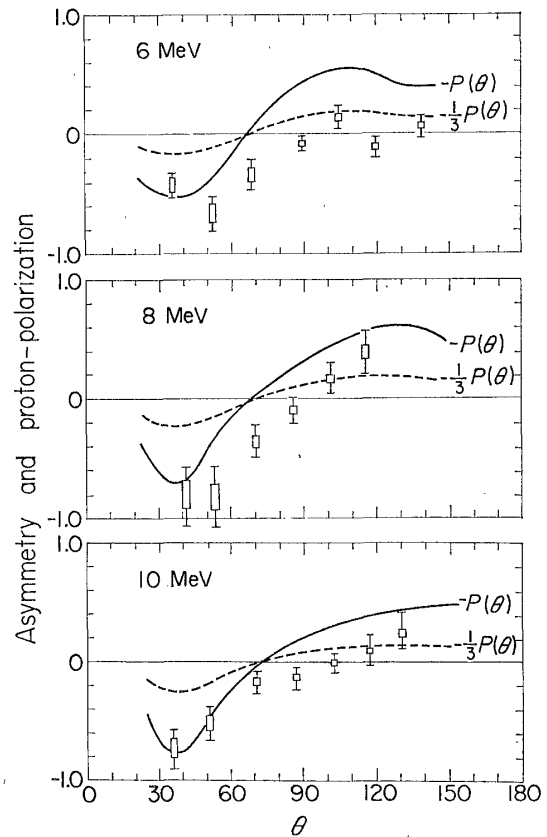 Asymmetry and proton-polarization
1.0
6 MeV
-P(θ)
1/3 P(θ)
0
-1.0
1.0
8 MeV
-P(θ)
-1/3 P(θ)
0
-1.0
1.0
10 MeV
-P(θ)
-1/3 P(θ)
0
-1.0
0 30 60 90 120 150 180
θ